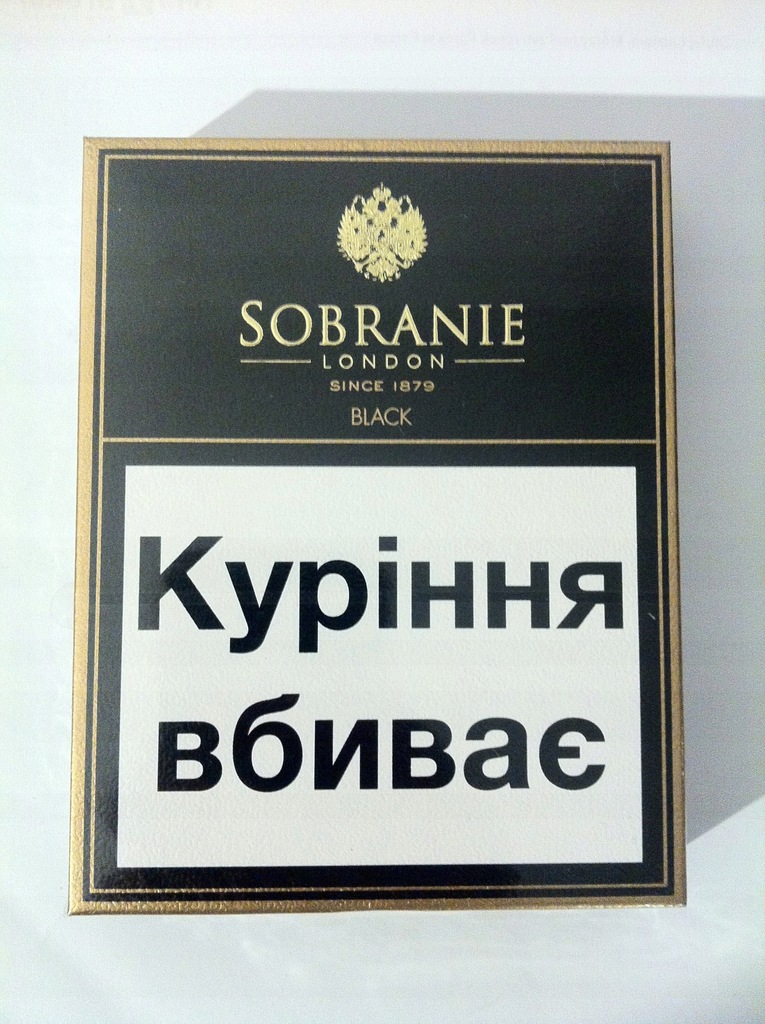 SOBRANIE
LONDON
SINCE 1879
BLACK
Куріння
вбиває